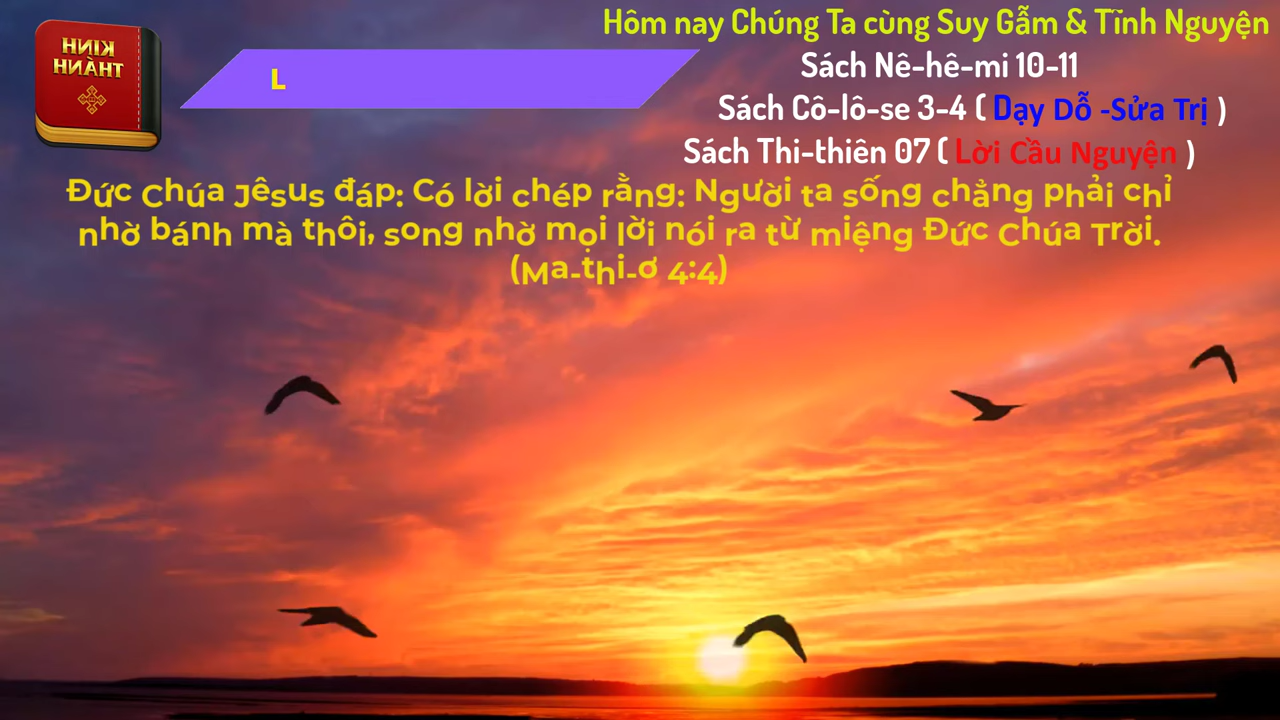 KINH
THÀNH
L
Hôm nay Chúng Ta cùng Suy Gẫm & Tĩnh Nguyện
Sách Nê-hê-mi 10-11
Sách Cô-lô-se 3-4 ( Dạy Dỗ -Sửa Trị )
Sách Thi-thiên 07 ( Lời Cầu Nguyện )
Đức Chúa Jêsus đáp: Có lời chép rằng: Người ta sống chẳng phải chỉ
nhờ bánh mà thôi, song nhờ mọi lời nói ra từ miệng Đức Chúa Trời.
(Ma-thi-ơ 4:4)